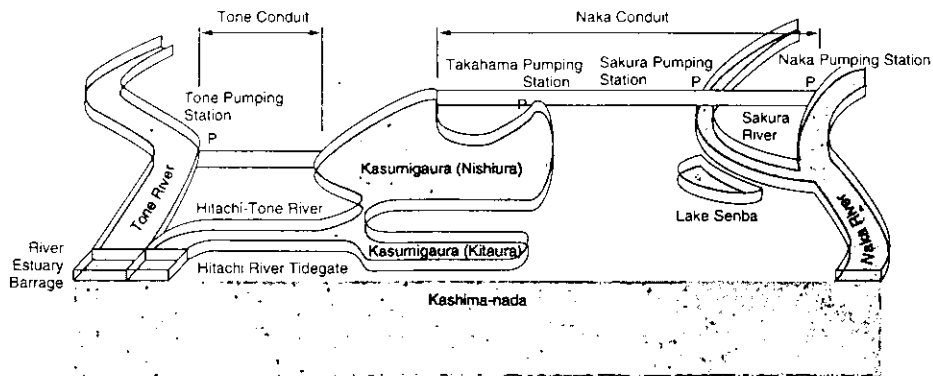 Tone Conduit
Naka Conduit
Takahama Pumping
Station
Sakura Pumping
Station
Naka Pumping Station
P
P
P
Tone Pumping
Station
P
Sakura
River
Kasumigaura (Nishiura)
Tone River
Hitachi-Tone River
Lake Senba
Naka River
River
Estuary
Barrage
Kasumigaura (Kitaura)
Hitachi River Tidegate
Kashima-nada